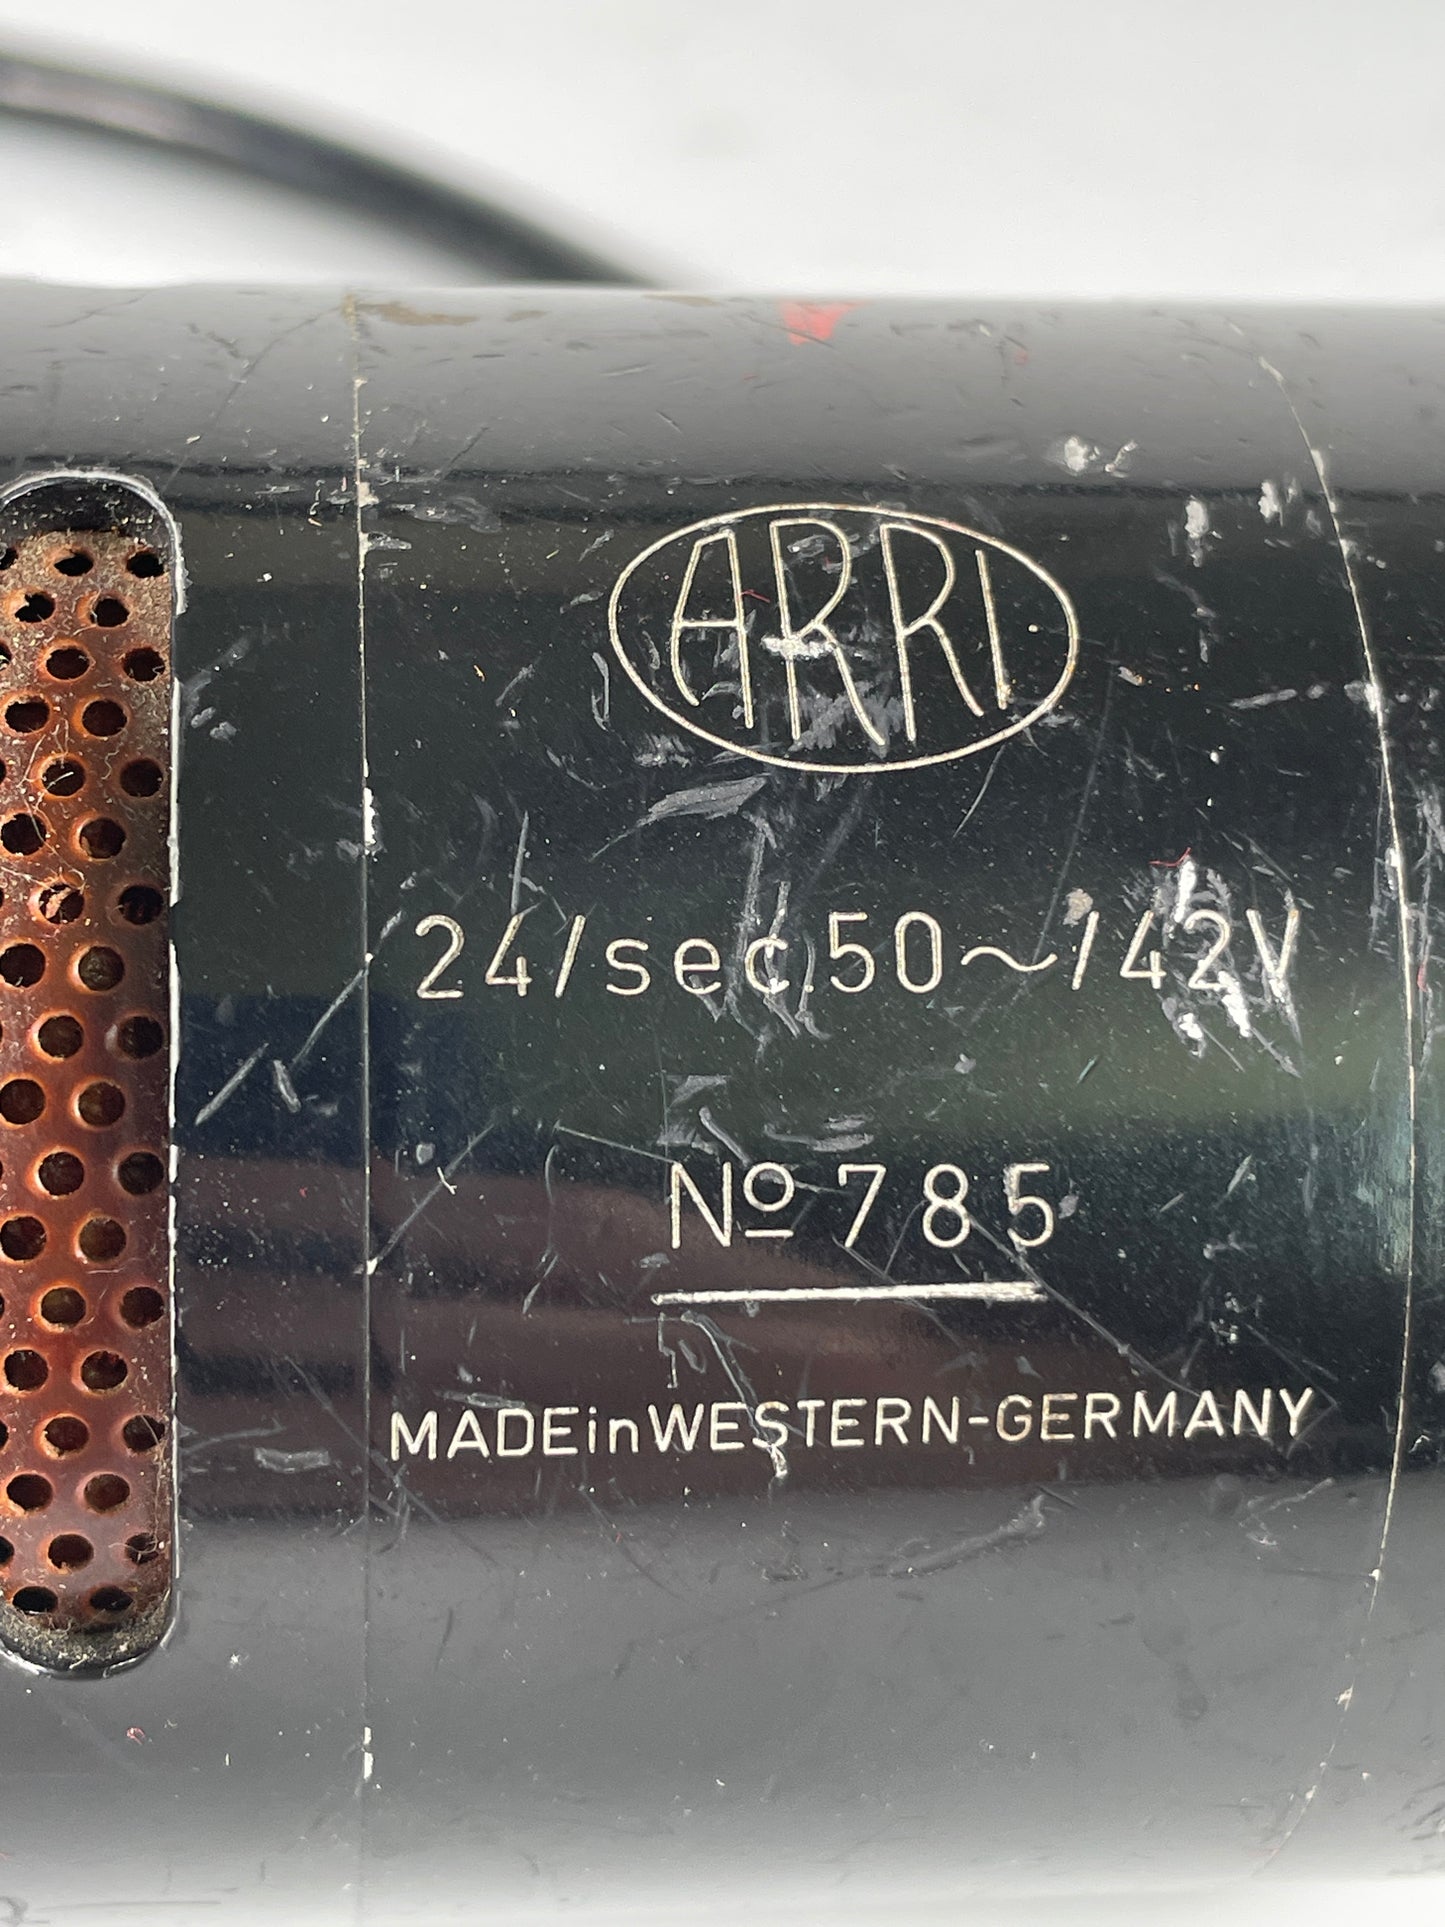 ARRI
24/sec.50~/42V
Nº 785
MADEinWESTERN-GERMANY